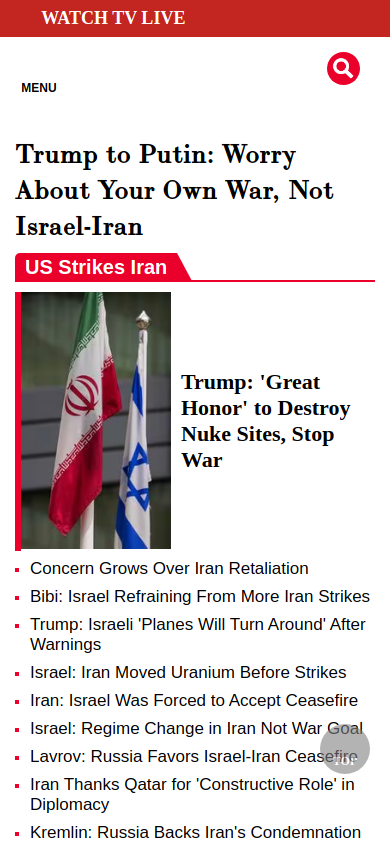 WATCH TV LIVE
MENU
Trump to Putin: Worry
About Your Own War, Not
Israel-Iran
US Strikes Iran
Trump: 'Great
Honor' to Destroy
Nuke Sites, Stop
War
Concern Grows Over Iran Retaliation
Bibi: Israel Refraining From More Iran Strikes
Trump: Israeli 'Planes Will Turn Around' After
Warnings
Israel: Iran Moved Uranium Before Strikes
Iran: Israel Was Forced to Accept Ceasefire
Israel: Regime Change in Iran Not War Goal
Lavrov: Russia Favors Israel-Iran Ceasefire
TOP
Iran Thanks Qatar for 'Constructive Role' in
Diplomacy
Kremlin: Russia Backs Iran's Condemnation